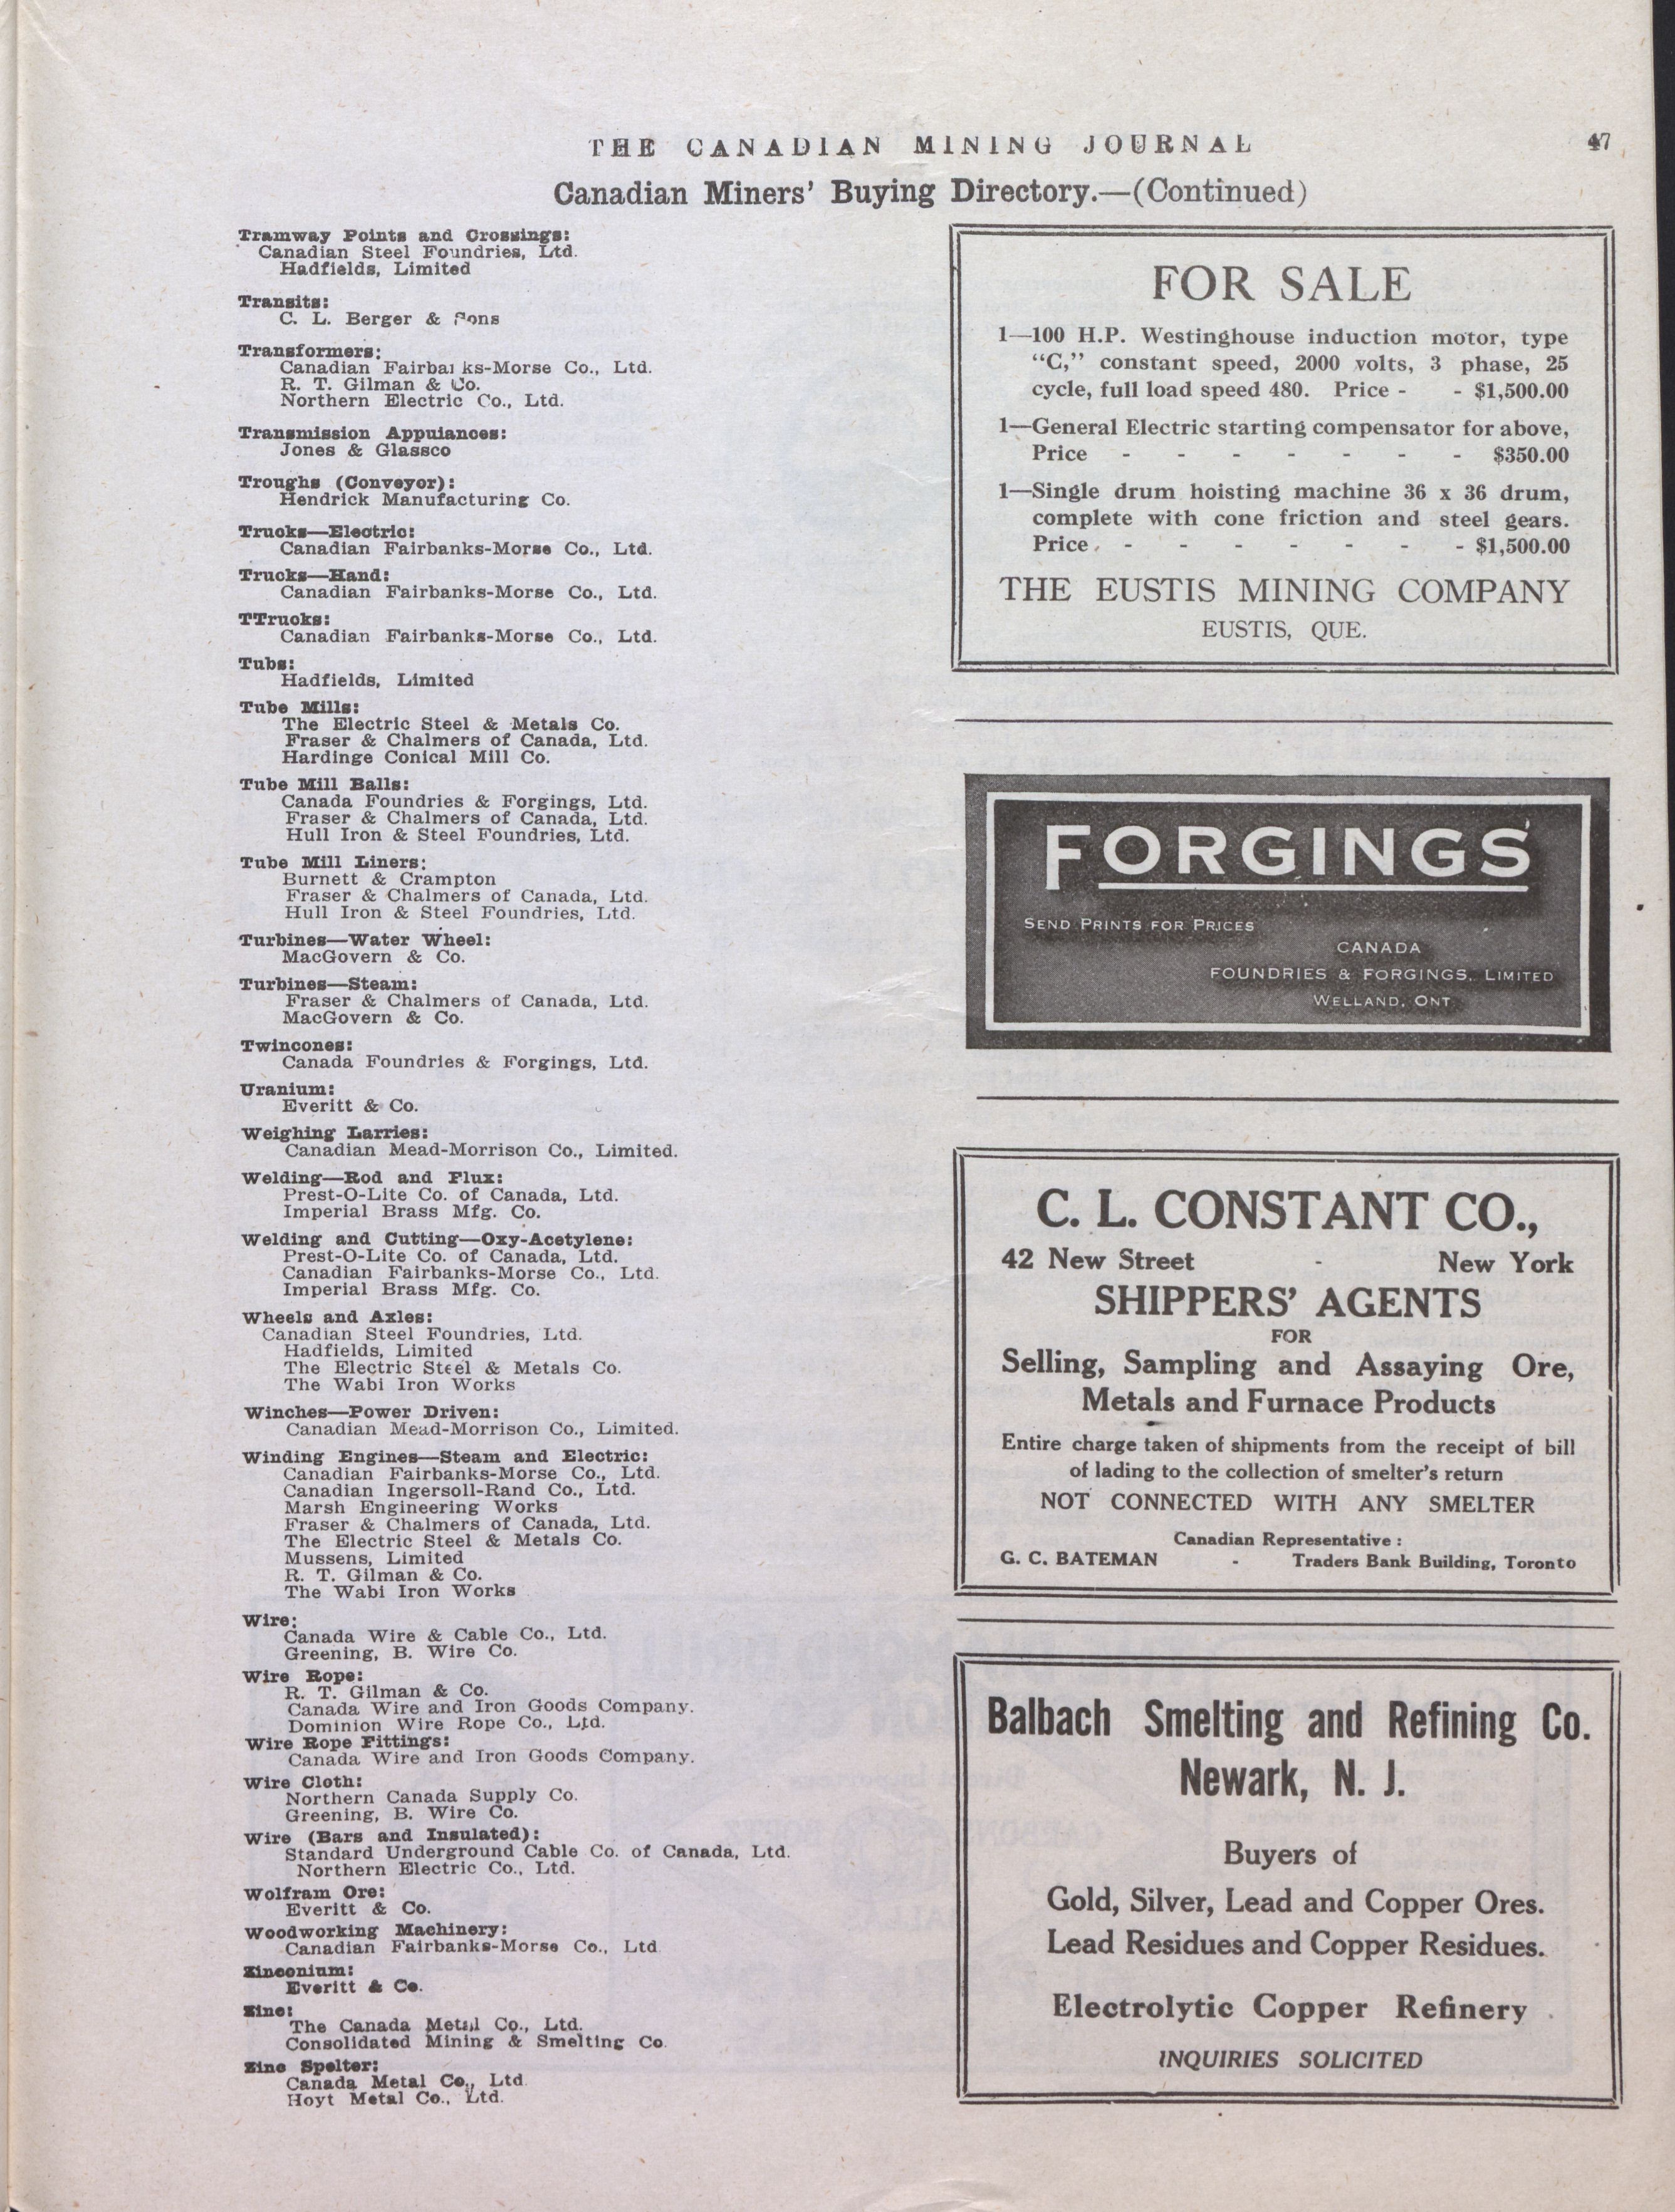 THE CANADIAN MINING JOURNAL 47
Canadian Miners' Buying Directory.—(Continued)
Tramway Points and Crossings:
Canadian Steel Foundries, Ltd.
Hadfields, Limited
Transits:
C. L. Berger & Sons
Transformers:
Canadian Fairbanks-Morse Co., Ltd.
R. T. Gilman & Co.
Northern Electric Co., Ltd.
Transmission Appuiances:
Jones & Glassco
Troughs (Conveyor):
Hendrick Manufacturing Co.
Trucks—Electric:
Canadian Fairbanks-Morse Co., Ltd.
Trucks—Hand:
Canadian Fairbanks-Morse Co., Ltd.
TTrucks:
Canadian Fairbanks-Morse Co., Ltd.
Tubs:
Hadfields, Limited
Tube Mills:
The Electric Steel & Metals Co.
Fraser & Chalmers of Canada, Ltd.
Hardinge Conical Mill Co.
Tube Mill Balls:
Canada Foundries & Forgings, Ltd.
Fraser & Chalmers of Canada, Ltd.
Hull Iron & Steel Foundries, Ltd.
Tube Mill Liners:
Burnett & Crampton
Fraser & Chalmers of Canada, Ltd.
Hull Iron & Steel Foundries, Ltd.
Turbines—Water Wheel:
MacGovern & Co.
Turbines—Steam:
Fraser & Chalmers of Canada, Ltd.
MacGovern & Co.
Twincones:
Canada Foundries & Forgings, Ltd.
Uranium:
Everitt & Co.
Weighing Larries:
Canadian Mead-Morrison Co., Limited.
Welding—Rod and Flux:
Prest-O-Lite Co. of Canada, Ltd.
Imperial Brass Mfg. Co.
Welding and Cutting—Oxy-Acetylene:
Prest-O-Lite Co. of Canada, Ltd.
Canadian Fairbanks-Morse Co., Ltd.
Imperial Brass Mfg. Co.
Wheels and Axles:
Canadian Steel Foundries, Ltd.
Hadfields, Limited
The Electric Steel & Metals Co.
The Wabi Iron Works
Winches—Power Driven:
Canadian Mead-Morrison Co., Limited.
Winding Engines—Steam and Electric:
Canadian Fairbanks-Morse Co., Ltd.
Canadian Ingersoll-Rand Co., Ltd.
Marsh Engineering Works
Fraser & Chalmers of Canada, Ltd.
The Electric Steel & Metals Co.
Mussens, Limited
R. T. Gilman & Co.
The Wabi Iron Works
Wire:
Canada Wire & Cable Co., Ltd.
Greening, B. Wire Co.
Wire Rope:
R. T. Gilman & Co.
Canada Wire and Iron Goods Company.
Dominion Wire Rope Co., Ltd.
Wire Rope Fittings:
Canada Wire and Iron Goods Company.
Wire Cloth:
Northern Canada Supply Co.
Greening, B. Wire Co.
Wire (Bars and Insulated):
Standard Underground Cable Co. of Canada, Ltd.
Northern Electric Co., Ltd.
Wolfram Ore:
Everitt & Co.
Woodworking Machinery:
Canadian Fairbanks-Morse Co., Ltd
Zinconium:
Everitt & Co.
Zinc:
The Canada Metal Co., Ltd.
Consolidated Mining & Smelting Co.
Zinc Spelter:
Canada Metal Co., Ltd.
Hoyt Metal Co., Ltd.
FOR SALE
1—100 H.P. Westinghouse induction motor, type
"C," constant speed, 2000 volts, 3 phase, 25
cycle, full load speed 480. Price - - $1,500.00
1—General Electric starting compensator for above,
Price - - - - - - - $350.00
1—Single drum hoisting machine 36 x 36 drum,
complete with cone friction and steel gears.
Price - - - - - - - $1,500.00
THE EUSTIS MINING COMPANY
EUSTIS, QUE.
FORGINGS
SEND PRINTS FOR PRICES
CANADA
FOUNDRIES & FORGINGS, LIMITED
WELLAND, ONT.
C. L. CONSTANT CO.,
42 New Street - New York
SHIPPERS' AGENTS
FOR
Selling, Sampling and Assaying Ore,
Metals and Furnace Products
Entire charge taken of shipments from the receipt of bill
of lading to the collection of smelter's return
NOT CONNECTED WITH ANY SMELTER
Canadian Representative:
G. C. BATEMAN - Traders Bank Building, Toronto
Balbach Smelting and Refining Co.
Newark, N. J.
Buyers of
Gold, Silver, Lead and Copper Ores.
Lead Residues and Copper Residues.
Electrolytic Copper Refinery
INQUIRIES SOLICITED